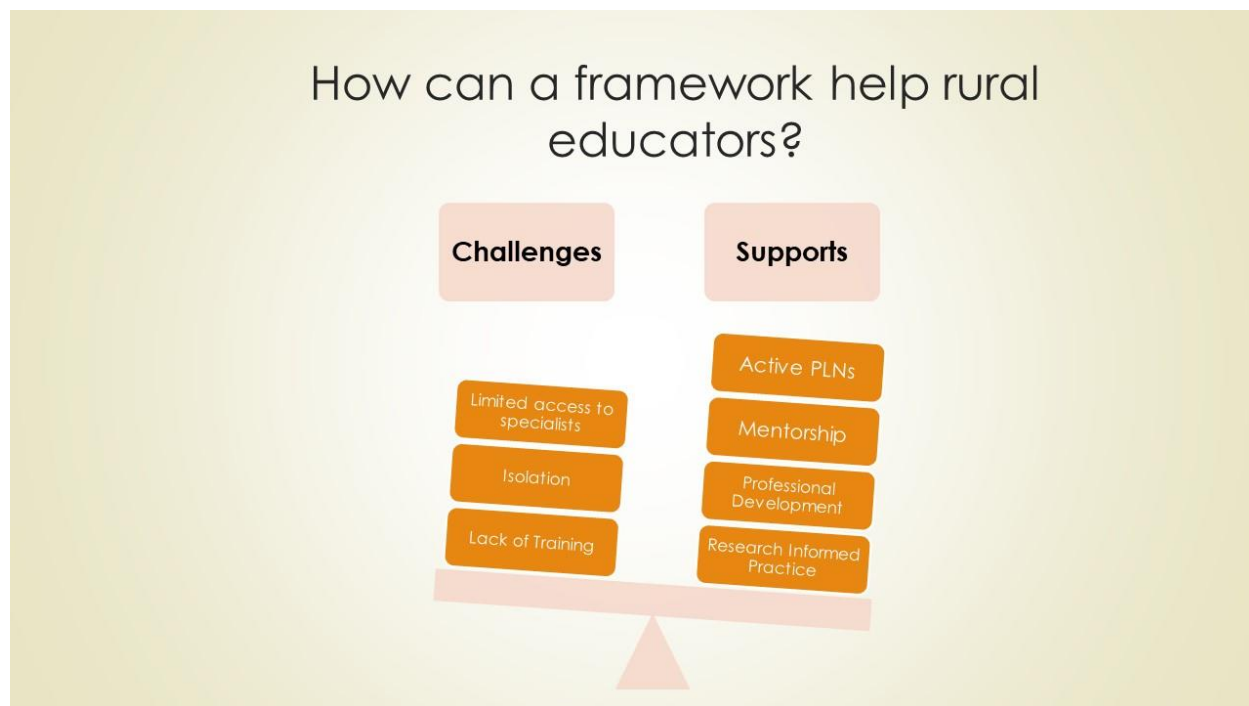 How can a framework help rural
educators?
Challenges
Limited access to
specialists
Isolation
Lack of Training
Supports
Active PLNs
Mentorship
Professional
Development
Research Informed
Practice